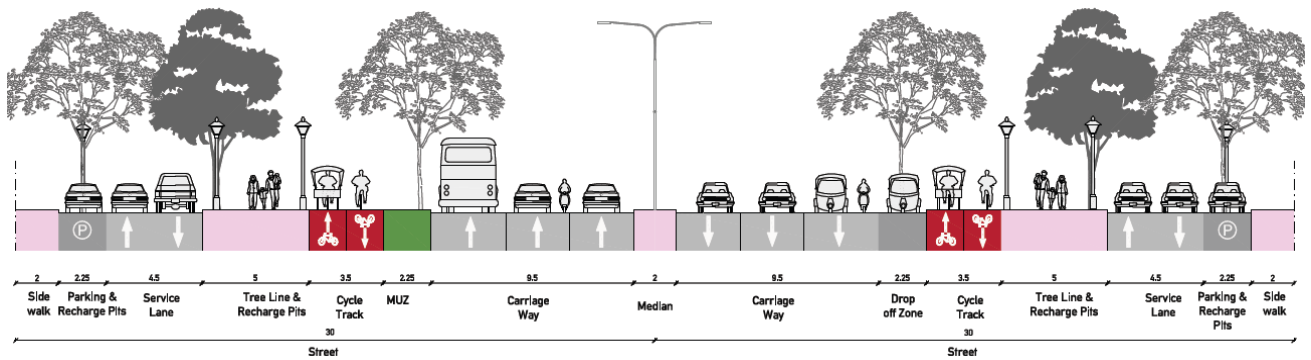 P
P
2 2.25 4.5 5 3.5 2.25 9.5 2 9.5 2.25 3.5 5 4.5 2.25 2
Side walk
Parking & Recharge Pits
Service Lane
Tree Line & Recharge Pits
Cycle Track
MUZ
Carriage Way
Median
Carriage Way
Drop off Zone
Cycle Track
Tree Line & Recharge Pits
Service Lane
Parking & Recharge Pits
Side walk
30 30
Street Street